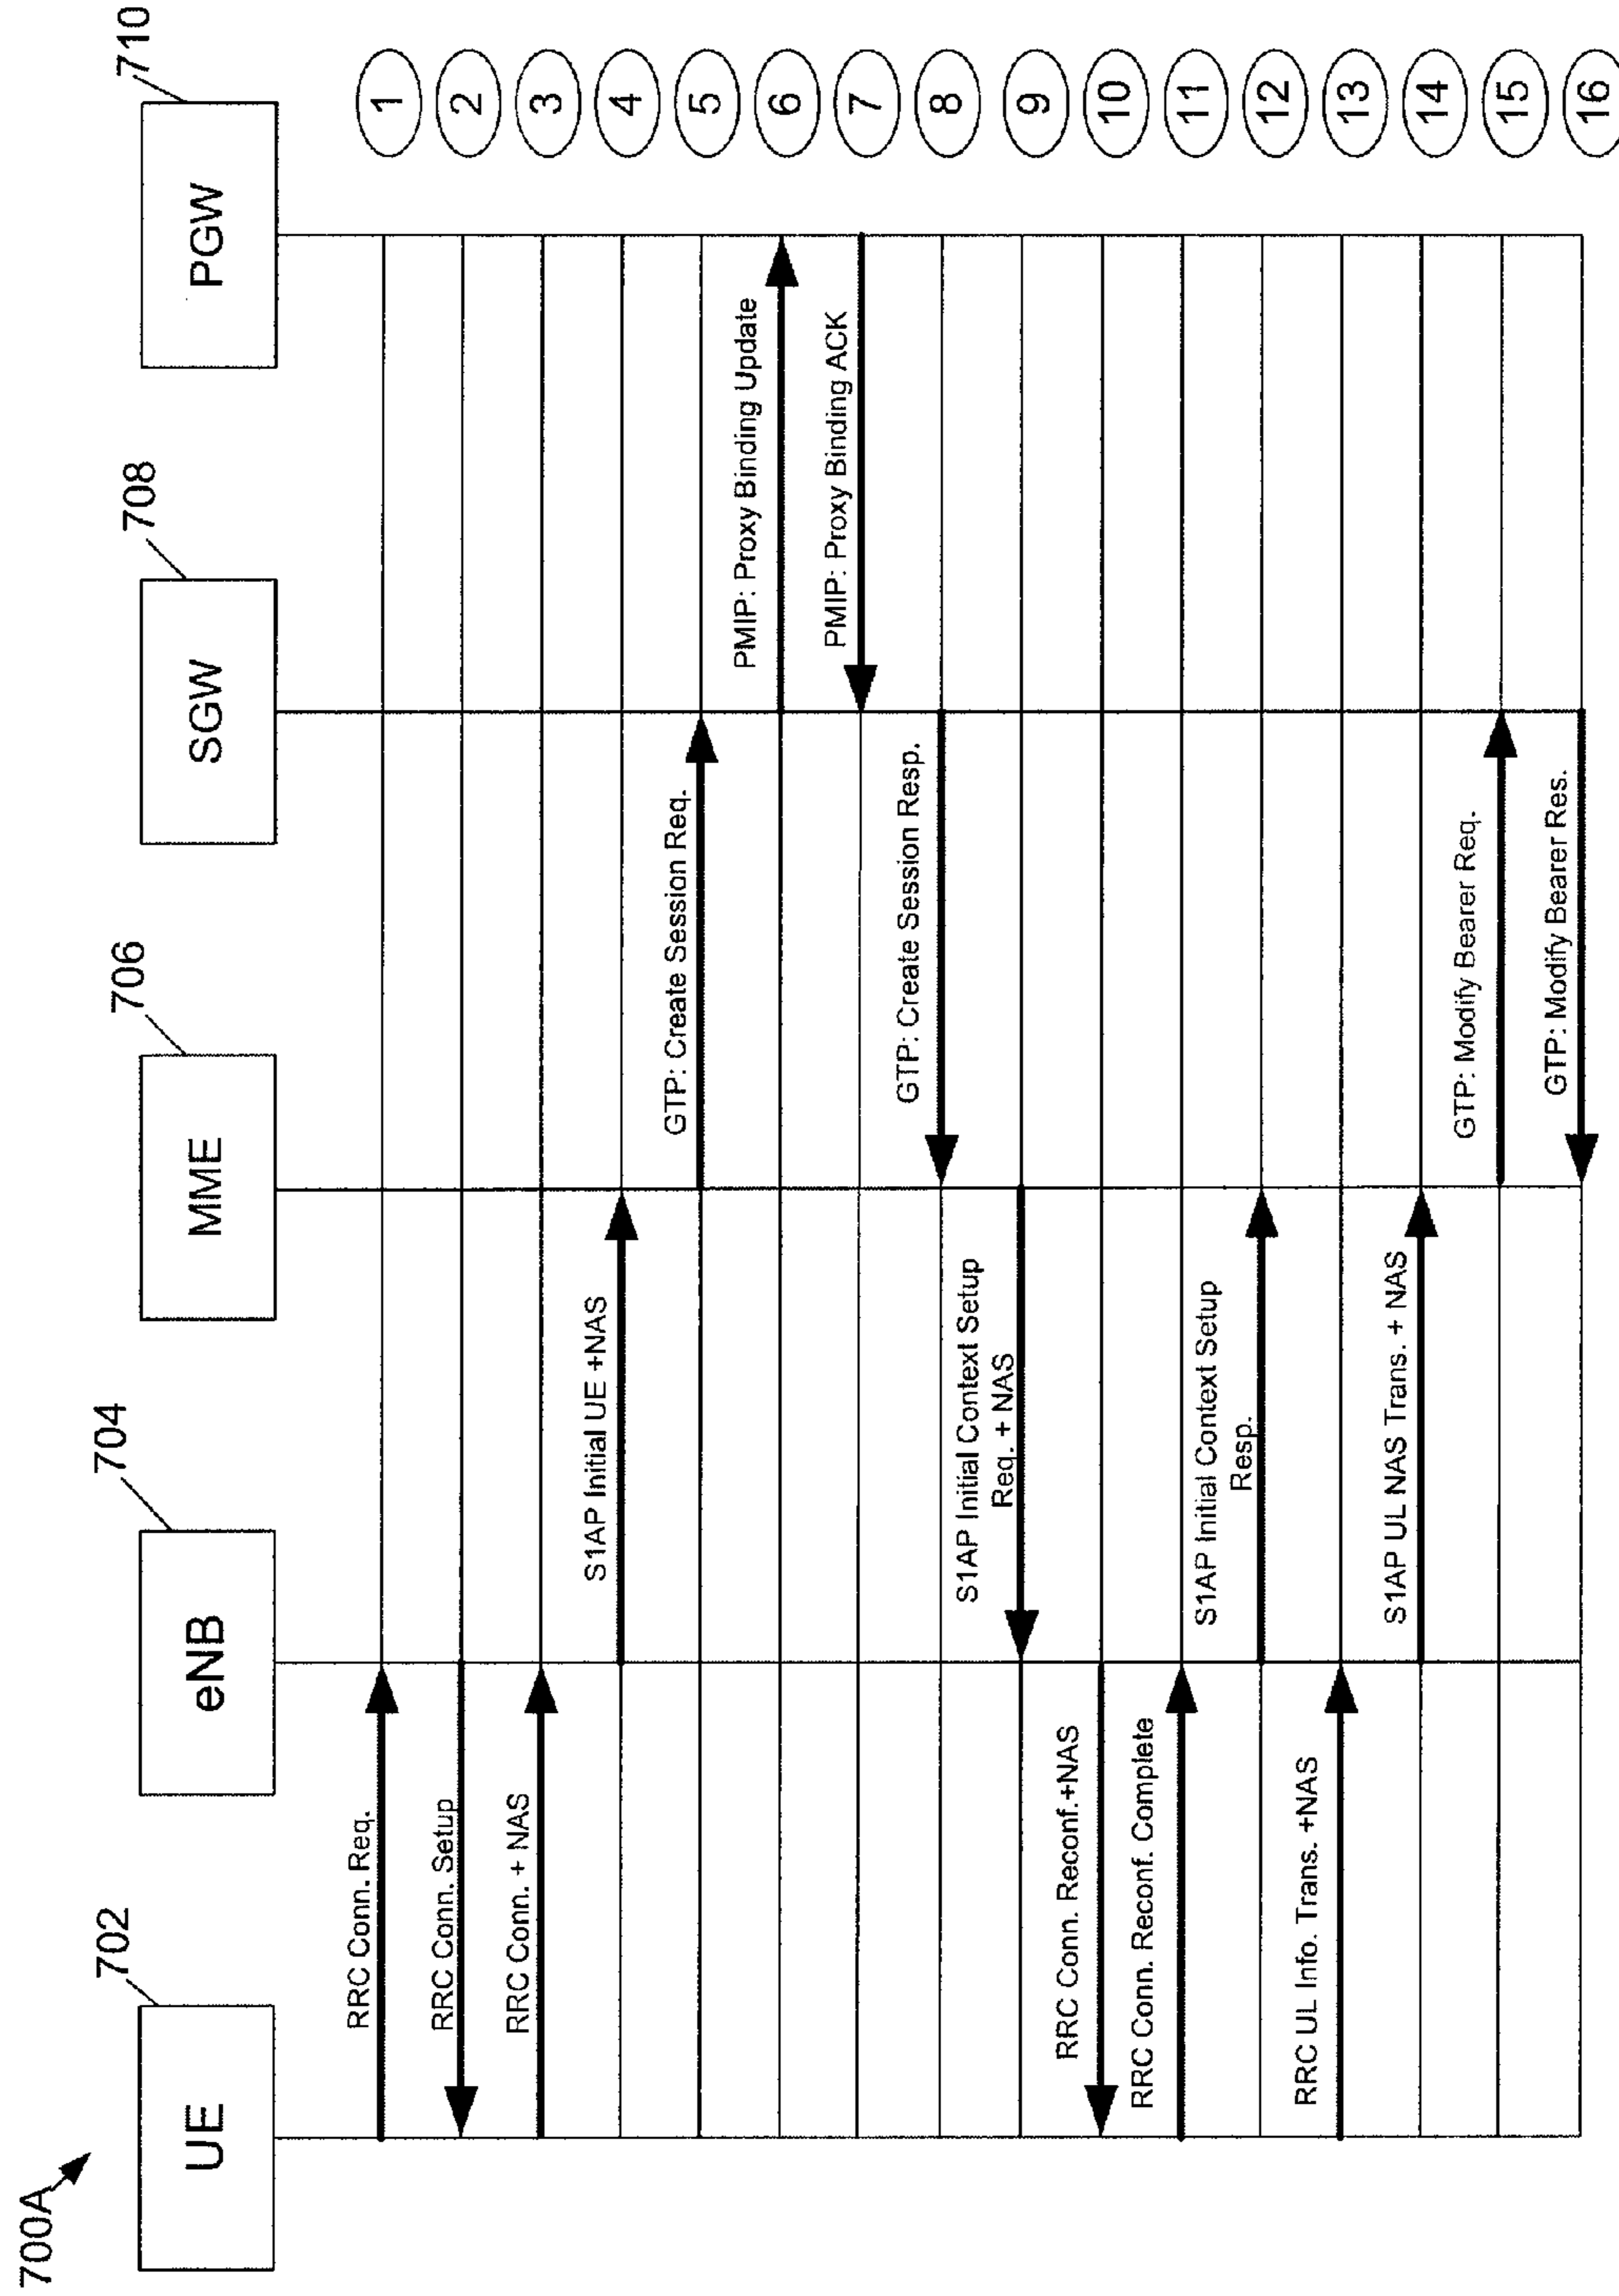 700A
702
704
706
708
710
UE
eNB
MME
SGW
PGW
RRC Conn. Req.
1
RRC Conn. Setup
2
RRC Conn. + NAS
3
S1AP Initial UE +NAS
4
GTP: Create Session Req.
5
PMIP: Proxy Binding Update
6
PMIP: Proxy Binding ACK
7
GTP: Create Session Resp.
8
S1AP Initial Context Setup
Req. + NAS
9
RRC Conn. Reconf.+NAS
10
RRC Conn. Reconf. Complete
11
S1AP Initial Context Setup
Resp.
12
RRC UL Info. Trans. +NAS
13
S1AP UL NAS Trans. + NAS
14
GTP: Modify Bearer Req.
15
GTP: Modify Bearer Res.
16